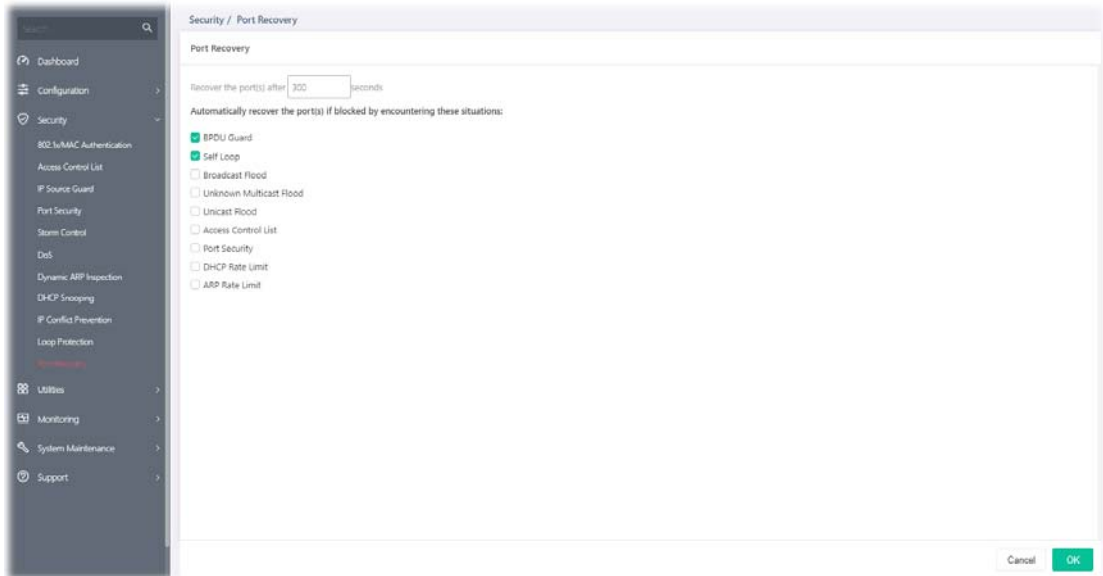 Search
Dashboard
Configuration
Security
802.1x/MAC Authentication
Access Control List
IP Source Guard
Port Security
Storm Control
DoS
Dynamic ARP Inspection
DHCP Snooping
IP Conflict Prevention
Loop Protection
Port Recovery
Utilities
Monitoring
System Maintenance
Support
Security / Port Recovery
Port Recovery
Recover the port(s) after 300 seconds
Automatically recover the port(s) if blocked by encountering these situations:
BPDU Guard
Self Loop
Broadcast Flood
Unknown Multicast Flood
Unicast Flood
Access Control List
Port Security
DHCP Rate Limit
ARP Rate Limit
Cancel OK